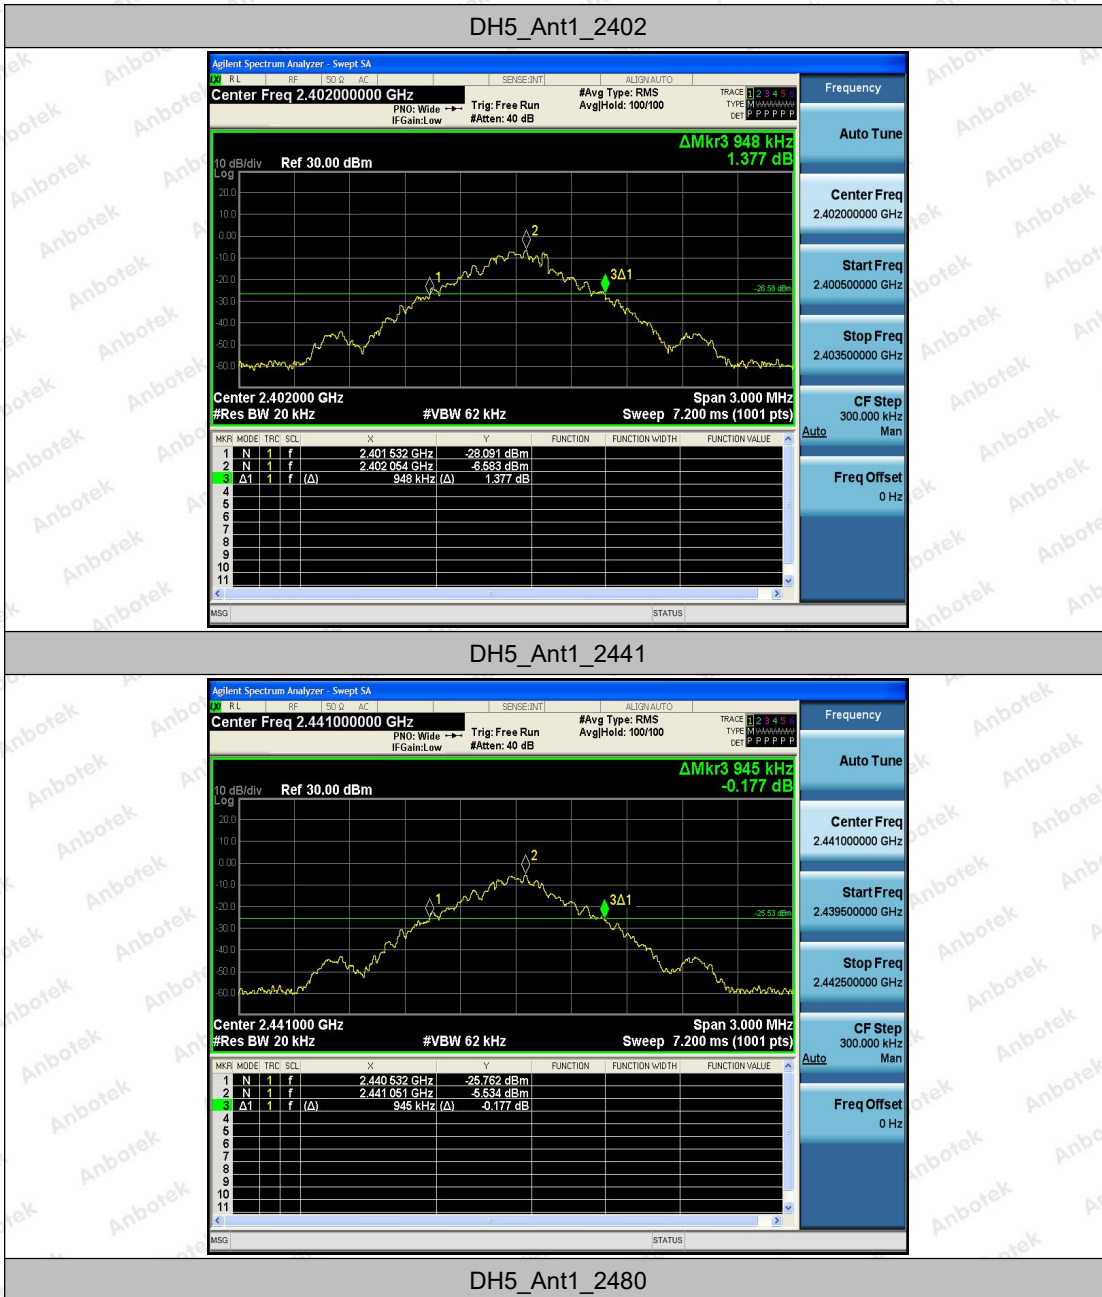 DH5_Ant1_2402
Agilent Spectrum Analyzer - Swept SA
LXI RL RF 50 Ω AC SENSE:INT ALIGNAUTO
Center Freq 2.402000000 GHz
PNO: Wide
IFGain:Low
Trig: Free Run
#Atten: 40 dB
#Avg Type: RMS
Avg|Hold: 100/100
TRACE 1 2 3 4 5 6
TYPE M
DET P P P P P P
ΔMkr3 948 kHz
1.377 dB
10 dB/div Ref 30.00 dBm
Log
20.0
10.0
0.00
-10.0
-20.0
-30.0
-40.0
-50.0
-60.0
1
2
3Δ1
-26.58 dBm
Center 2.402000 GHz Span 3.000 MHz
#Res BW 20 kHz #VBW 62 kHz Sweep 7.200 ms (1001 pts)
MKR MODE TRC SCL X Y FUNCTION FUNCTION WIDTH FUNCTION VALUE
1 N 1 f 2.401 532 GHz -28.091 dBm
2 N 1 f 2.402 054 GHz -6.583 dBm
3 Δ1 1 f (Δ) 948 kHz (Δ) 1.377 dB
4
5
6
7
8
9
10
11
MSG STATUS
Frequency
Auto Tune
Center Freq
2.402000000 GHz
Start Freq
2.400500000 GHz
Stop Freq
2.403500000 GHz
CF Step
300.000 kHz
Auto Man
Freq Offset
0 Hz
DH5_Ant1_2441
Agilent Spectrum Analyzer - Swept SA
LXI RL RF 50 Ω AC SENSE:INT ALIGNAUTO
Center Freq 2.441000000 GHz
PNO: Wide
IFGain:Low
Trig: Free Run
#Atten: 40 dB
#Avg Type: RMS
Avg|Hold: 100/100
TRACE 1 2 3 4 5 6
TYPE M
DET P P P P P P
ΔMkr3 945 kHz
-0.177 dB
10 dB/div Ref 30.00 dBm
Log
20.0
10.0
0.00
-10.0
-20.0
-30.0
-40.0
-50.0
-60.0
1
2
3Δ1
-25.53 dBm
Center 2.441000 GHz Span 3.000 MHz
#Res BW 20 kHz #VBW 62 kHz Sweep 7.200 ms (1001 pts)
MKR MODE TRC SCL X Y FUNCTION FUNCTION WIDTH FUNCTION VALUE
1 N 1 f 2.440 532 GHz -25.762 dBm
2 N 1 f 2.441 051 GHz -5.534 dBm
3 Δ1 1 f (Δ) 945 kHz (Δ) -0.177 dB
4
5
6
7
8
9
10
11
MSG STATUS
Frequency
Auto Tune
Center Freq
2.441000000 GHz
Start Freq
2.439500000 GHz
Stop Freq
2.442500000 GHz
CF Step
300.000 kHz
Auto Man
Freq Offset
0 Hz
DH5_Ant1_2480